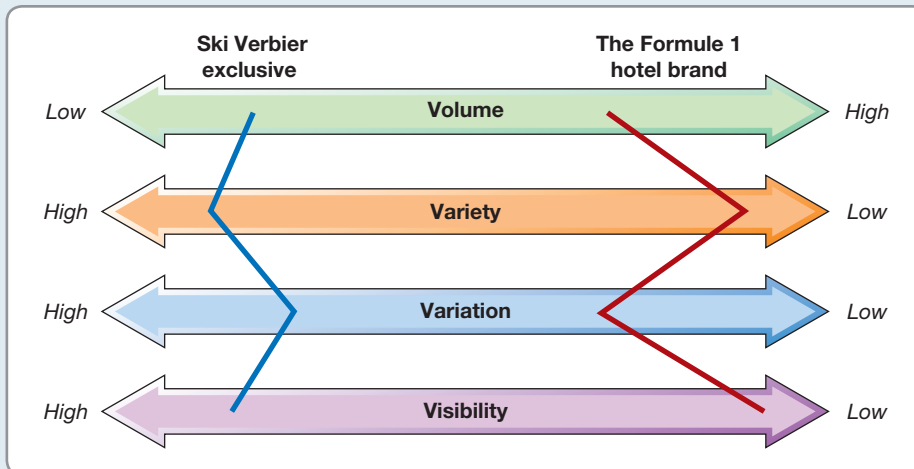 Ski Verbier
exclusive
The Formule 1
hotel brand
Low
Volume
High
High
Variety
Low
High
Variation
Low
High
Visibility
Low